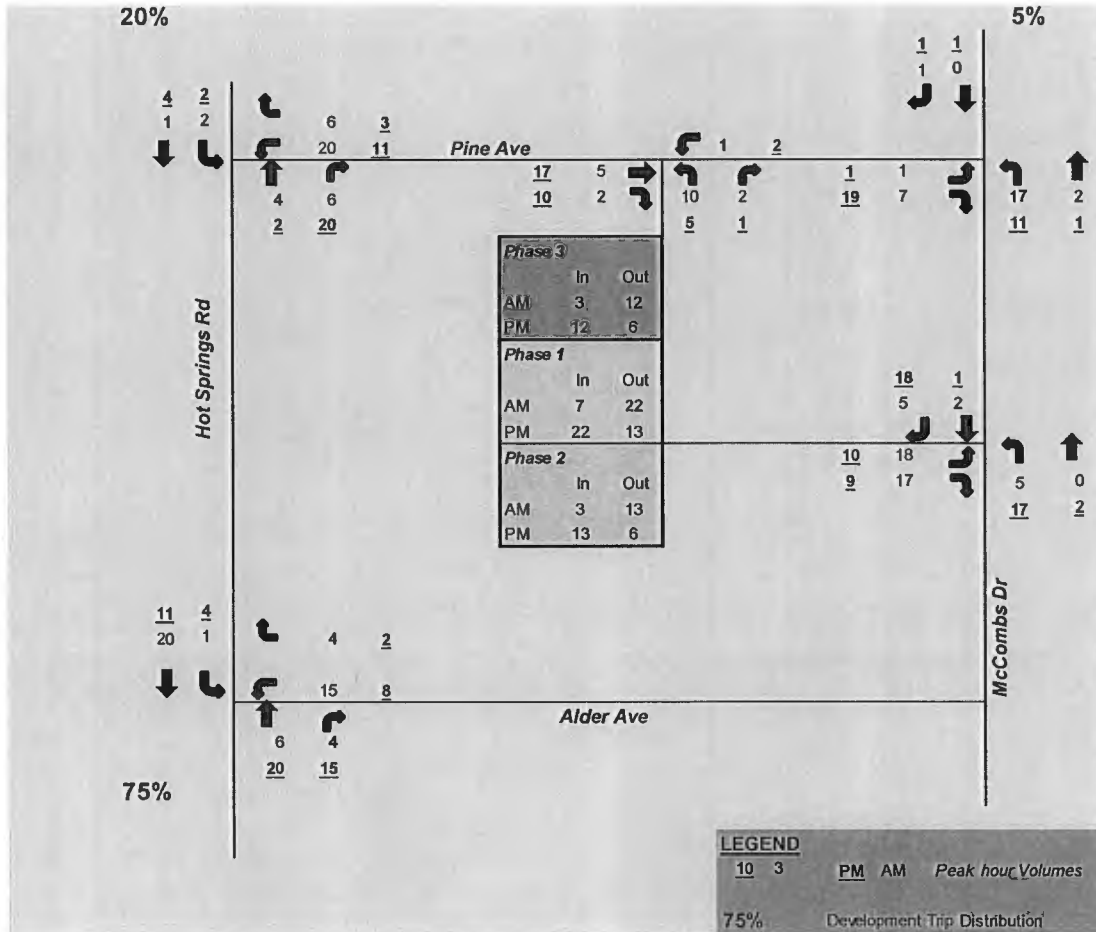 20% 5%
1 1
1 0
4 2
1 2
6 3
20 11
Pine Ave
1 2
17 5
10 2
10 2
5 1
1 1
19 7
17 2
11 1
4 6
2 20
Phase 3
In Out
AM 3 12
PM 12 6
Phase 1
In Out
AM 7 22
PM 22 13
Phase 2
In Out
AM 3 13
PM 13 6
Hot Springs Rd
18 1
5 2
10 18
9 17
5 0
17 2
McCombs Dr
11 4
20 1
4 2
15 8
Alder Ave
6 4
20 15
75%
LEGEND
10 3 PM AM Peak hour Volumes
75% Development Trip Distribution